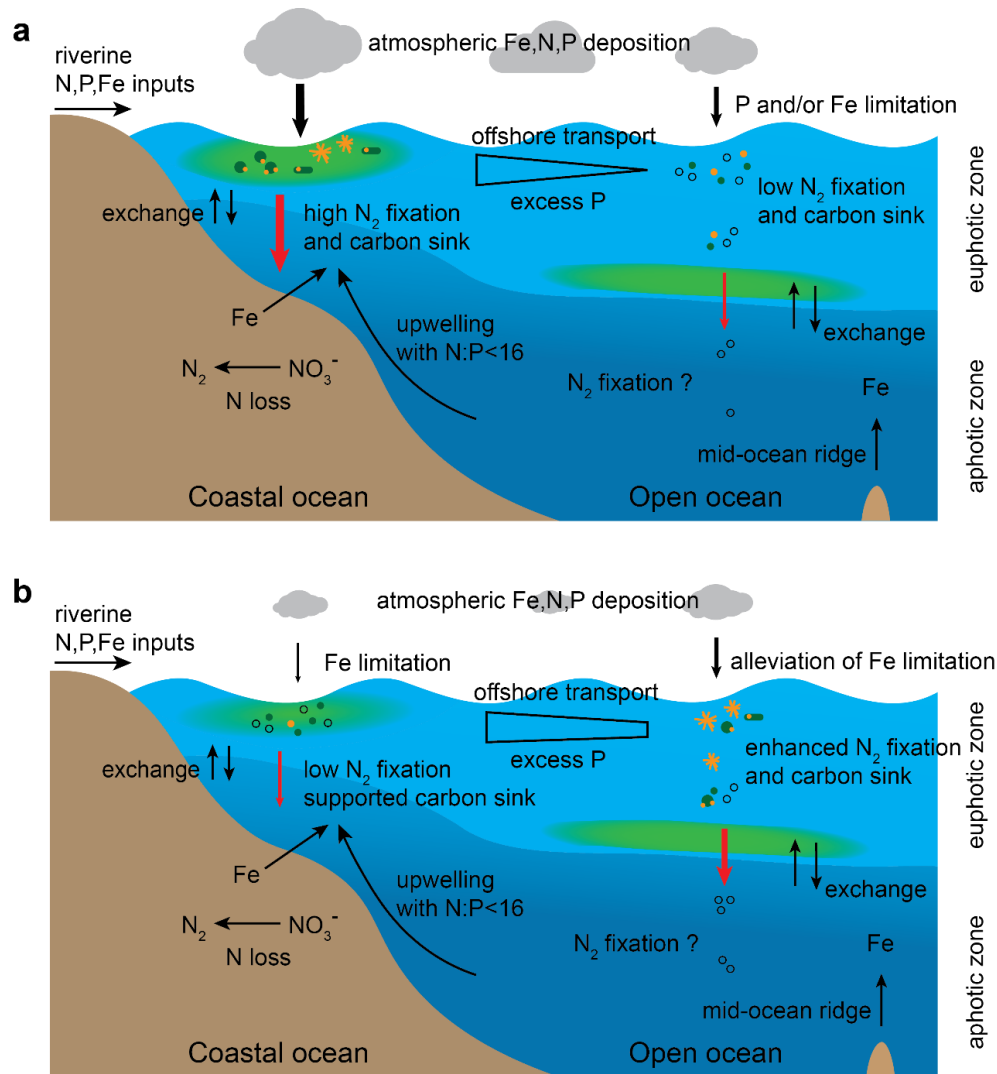 a
atmospheric Fe,N,P deposition
riverine
N,P,Fe inputs
P and/or Fe limitation
offshore transport
excess P
low N₂ fixation
and carbon sink
exchange
high N₂ fixation
and carbon sink
euphotic zone
Fe
upwelling
with N:P<16
exchange
N₂
NO₃⁻
N loss
N₂ fixation ?
Fe
mid-ocean ridge
aphotic zone
Coastal ocean
Open ocean
b
atmospheric Fe,N,P deposition
riverine
N,P,Fe inputs
Fe limitation
alleviation of Fe limitation
offshore transport
excess P
enhanced N₂ fixation
and carbon sink
exchange
low N₂ fixation
supported carbon sink
euphotic zone
Fe
upwelling
with N:P<16
exchange
N₂
NO₃⁻
N loss
N₂ fixation ?
Fe
mid-ocean ridge
aphotic zone
Coastal ocean
Open ocean